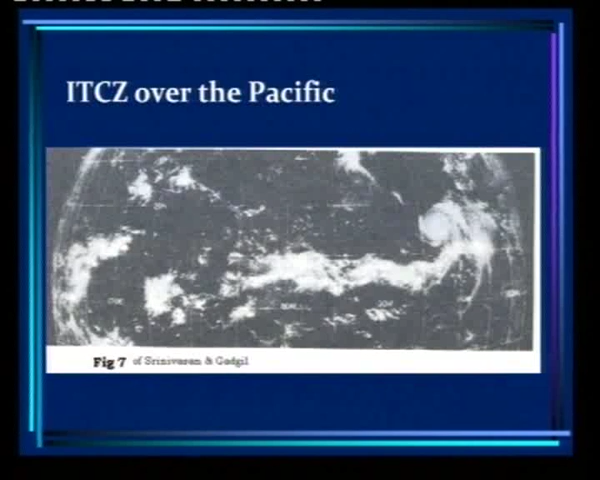 ITCZ over the Pacific
Fig 7 of Srinivasan & Gadgil